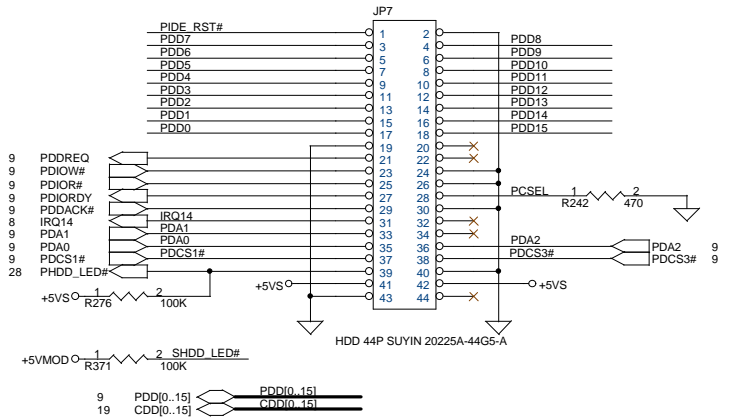 JP7
PIDE_RST# 1 2
PDD7 3 4 PDD8
PDD6 5 6 PDD9
PDD5 7 8 PDD10
PDD4 9 10 PDD11
PDD3 11 12 PDD12
PDD2 13 14 PDD13
PDD1 15 16 PDD14
PDD0 17 18 PDD15
19 20
9 PDDREQ 21 22
9 PDIOW# 23 24
9 PDIOR# 25 26
9 PDIORDY 27 28 PCSEL 1 2 R242 470
9 PDDACK# 29 30
8 IRQ14 IRQ14 31 32
9 PDA1 PDA1 33 34
9 PDA0 PDA0 35 36 PDA2 PDA2 9
9 PDCS1# PDCS1# 37 38 PDCS3# PDCS3# 9
28 PHDD_LED# 39 40
+5VS 41 42 +5VS
+5VS 1 2 R276 100K
43 44
HDD 44P SUYIN 20225A-44G5-A
+5VMOD 1 2 SHDD_LED#
R371 100K
9 PDD[0..15] PDD[0..15]
19 CDD[0..15] CDD[0..15]